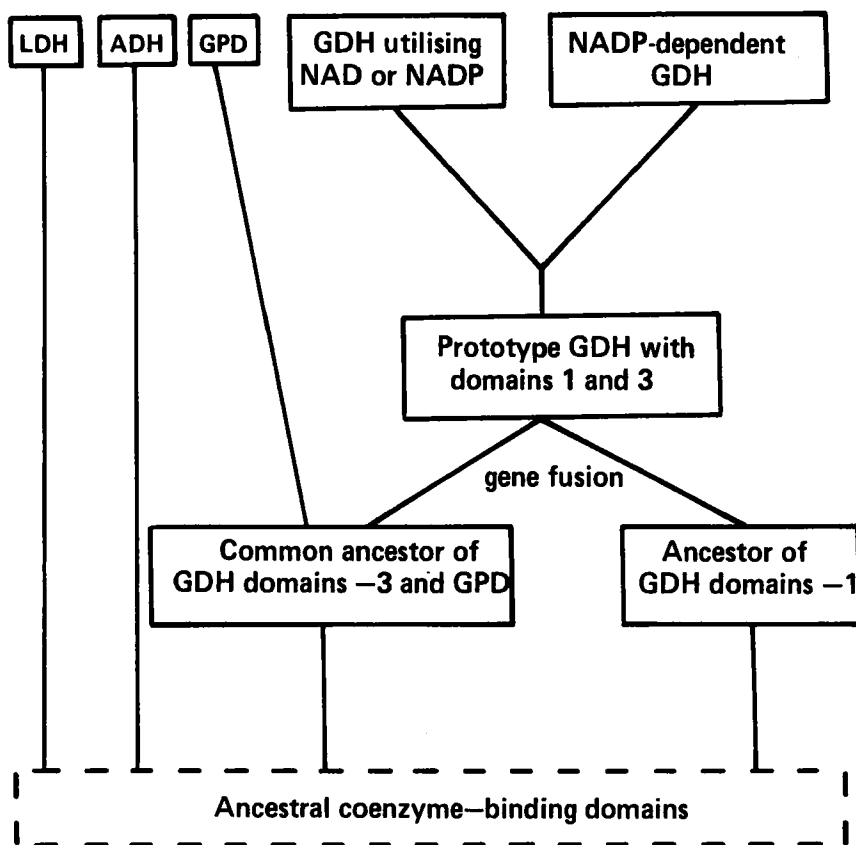 LDH
ADH
GPD
GDH utilising
NAD or NADP
NADP-dependent
GDH
Prototype GDH with
domains 1 and 3
gene fusion
Common ancestor of
GDH domains —3 and GPD
Ancestor of
GDH domains —1
Ancestral coenzyme—binding domains